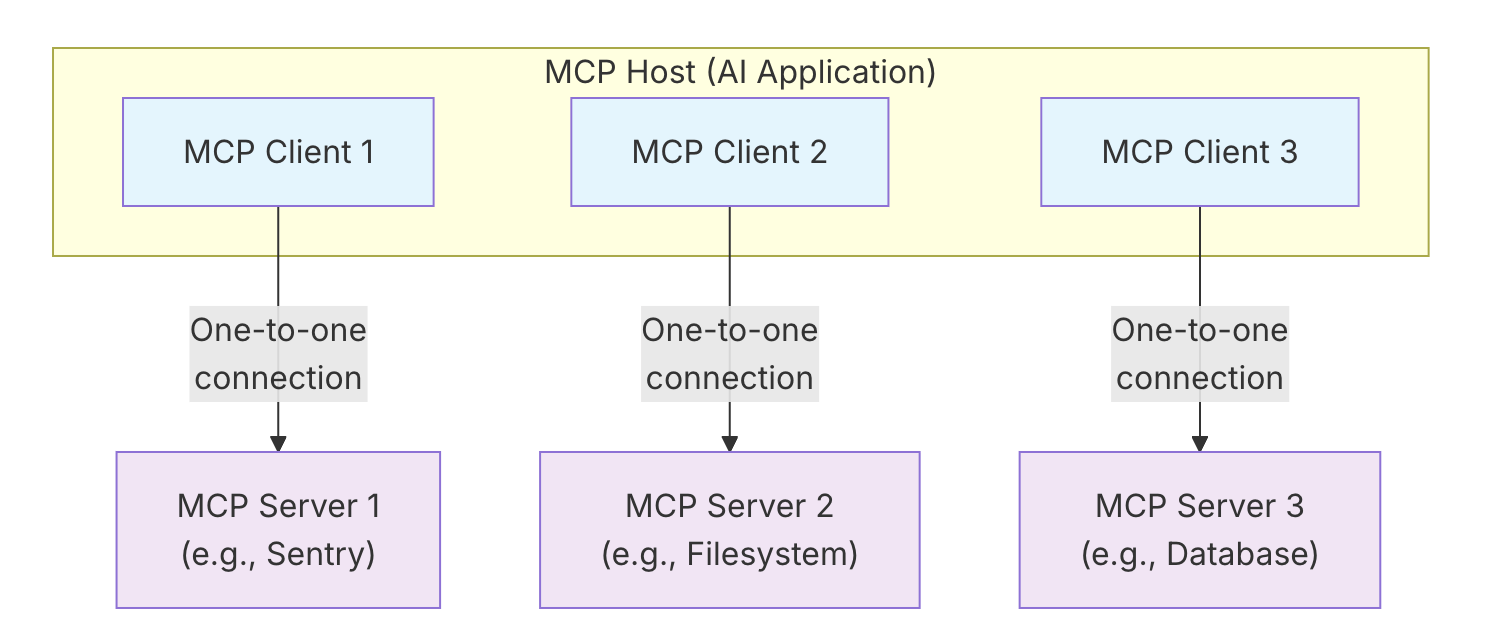 MCP Host (AI Application)
MCP Client 1
MCP Client 2
MCP Client 3
One-to-one
connection
One-to-one
connection
One-to-one
connection
MCP Server 1
(e.g., Sentry)
MCP Server 2
(e.g., Filesystem)
MCP Server 3
(e.g., Database)